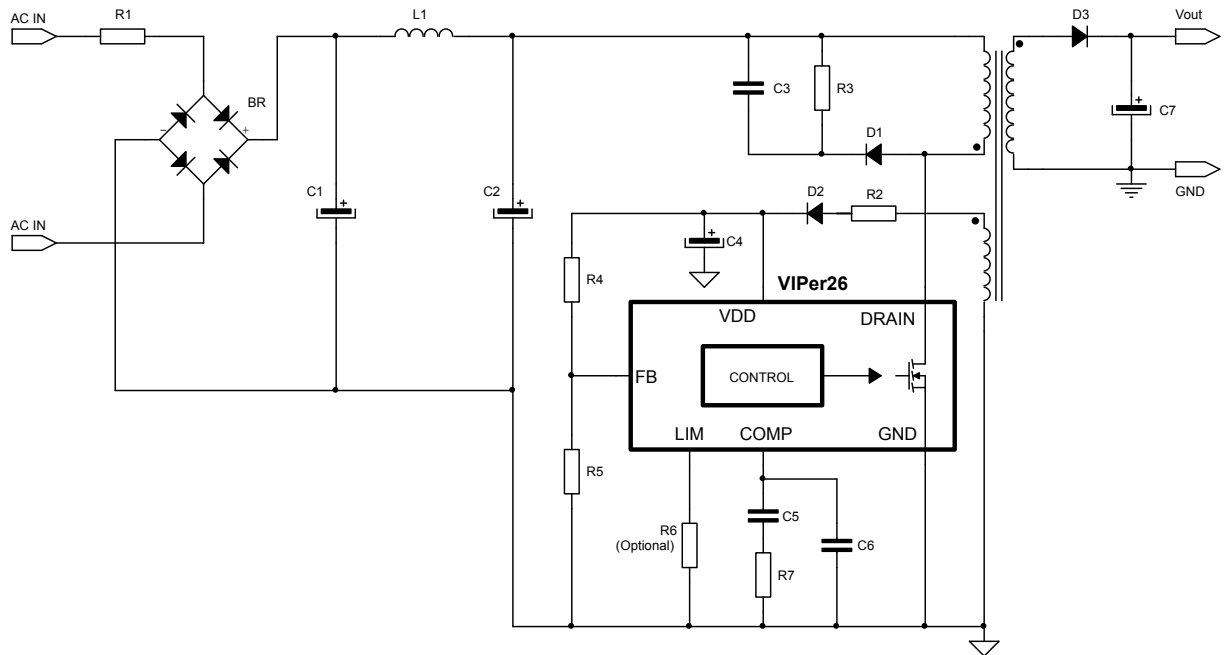 AC IN
R1
L1
D3
Vout
BR
−
+
C3
R3
+
C7
D1
GND
C1
+
C2
+
D2
R2
AC IN
+
C4
R4
VIPer26
VDD
DRAIN
FB
CONTROL
LIM
COMP
GND
R5
C5
R6
(Optional)
C6
R7